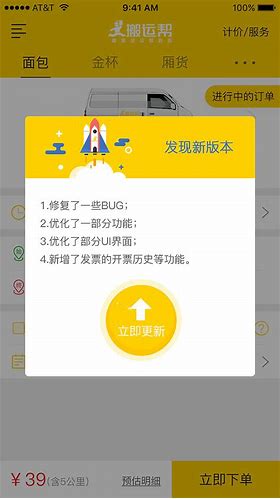 AT&T
9:41 AM
100%
搬运帮
计价/服务
面包
金杯
厢货
进行中的订单
发现新版本
1.修复了一些BUG；
2.优化了一部分功能；
3.优化了部分UI界面；
4.新增了发票的开票历史等功能。
立即更新
¥ 39(含5公里)
预估明细
立即下单